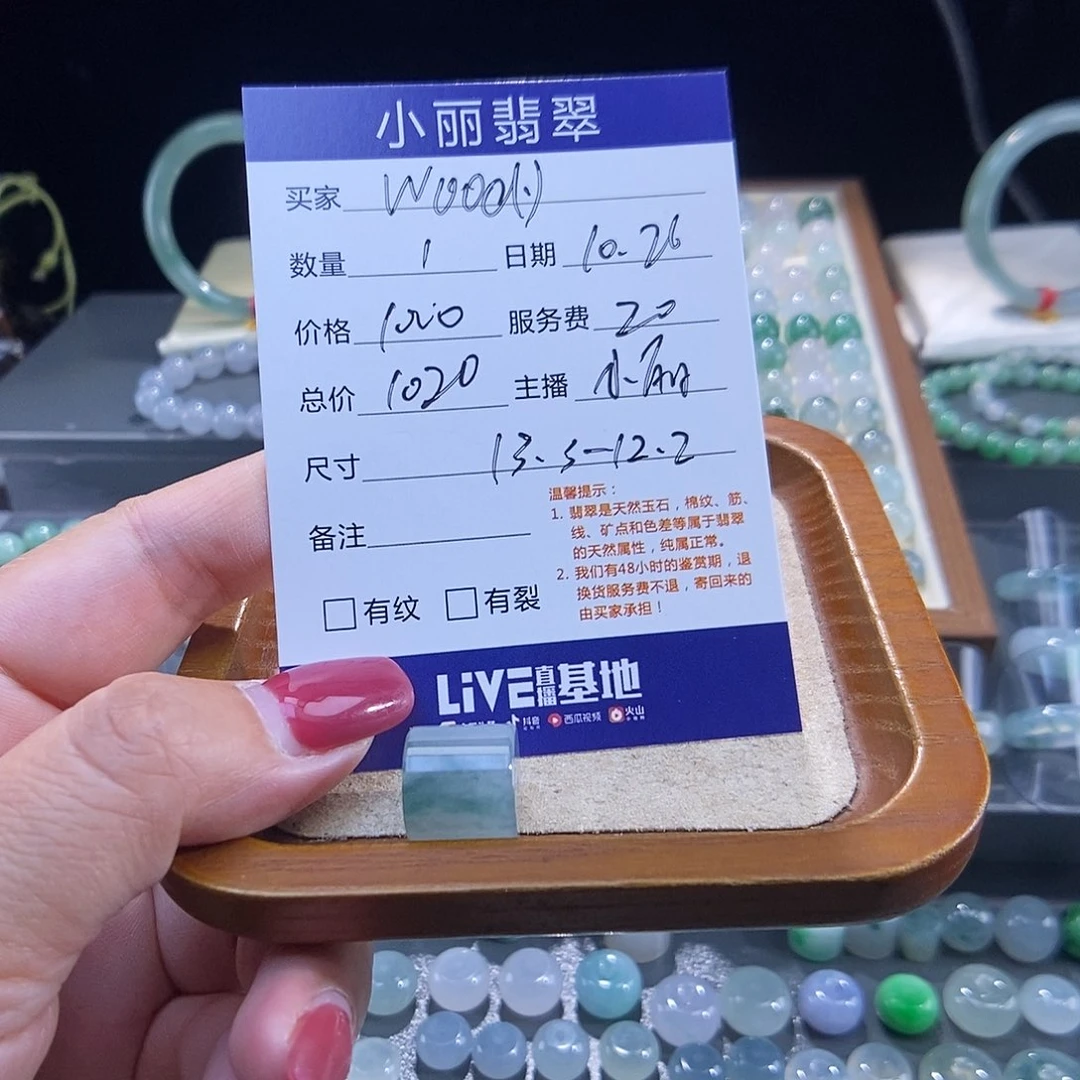 小丽翡翠
买家 Wood(·)
数量 1 日期 10.26
价格 1000 服务费 20
总价 1020 主播 小丽
尺寸 13.5-12.2
备注
有纹 有裂
温馨提示：
1. 翡翠是天然玉石，棉纹、筋、
线、矿点和色差等属于翡翠
的天然属性，纯属正常。
2. 我们有48小时的鉴赏期，退
换货服务费不退，寄回来的
由买家承担！
LIVE直播基地
抖音 西瓜视频 火山